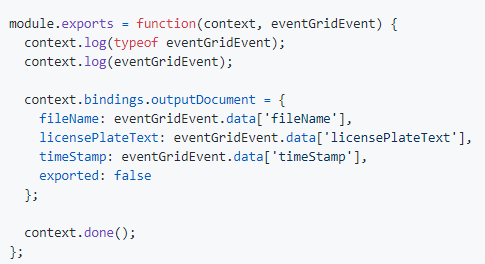 module.exports = function(context, eventGridEvent) {
  context.log(typeof eventGridEvent);
  context.log(eventGridEvent);

  context.bindings.outputDocument = {
    fileName: eventGridEvent.data['fileName'],
    licensePlateText: eventGridEvent.data['licensePlateText'],
    timeStamp: eventGridEvent.data['timeStamp'],
    exported: false
  };

  context.done();
};